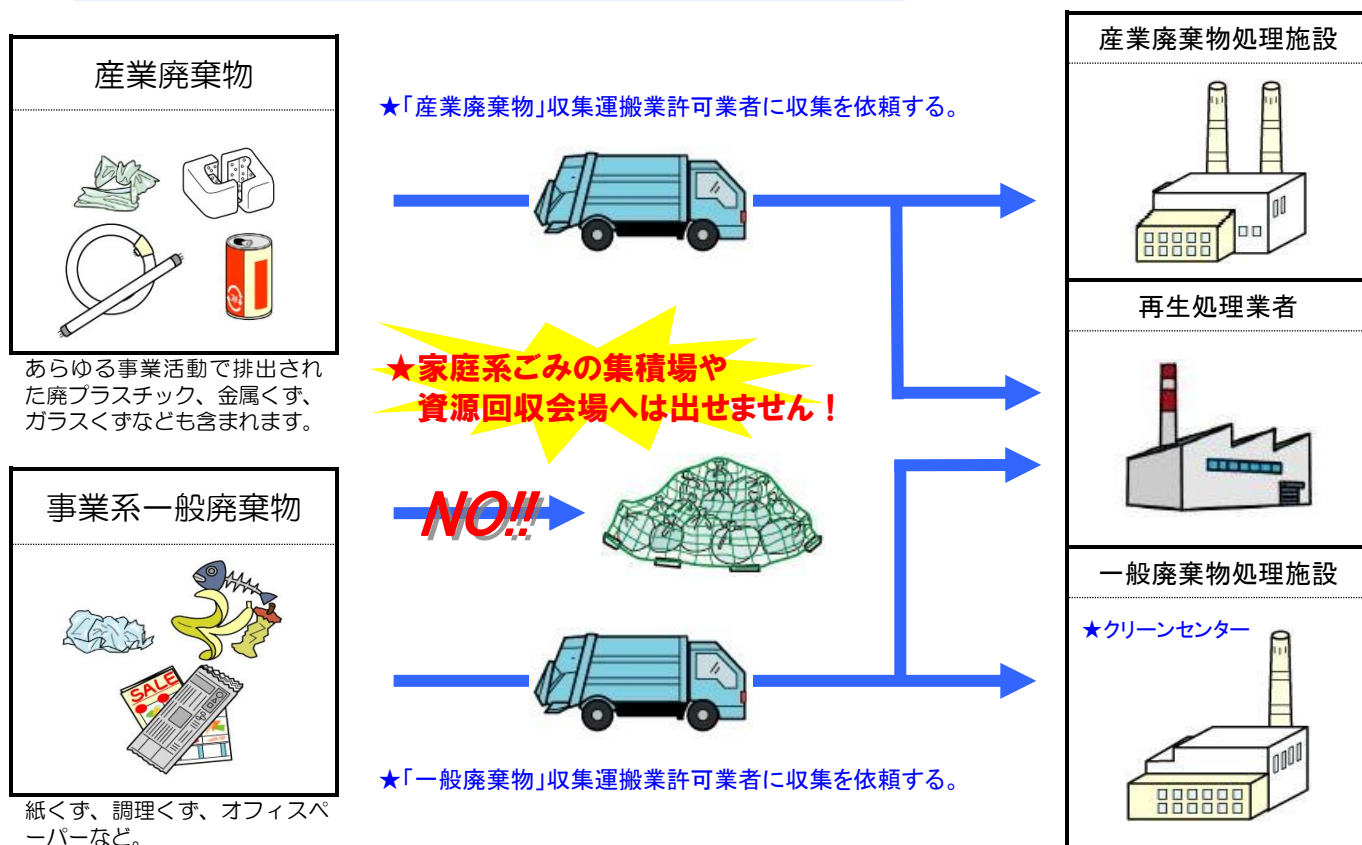 産業廃棄物
あらゆる事業活動で排出され
た廃プラスチック、金属くず、
ガラスくずなども含まれます。
事業系一般廃棄物
SALE
紙くず、調理くず、オフィスペ
ーパーなど。
★「産業廃棄物」収集運搬業許可業者に収集を依頼する。
★家庭系ごみの集積場や
資源回収会場へは出せません！
NO!!
★「一般廃棄物」収集運搬業許可業者に収集を依頼する。
産業廃棄物処理施設
再生処理業者
一般廃棄物処理施設
★クリーンセンター